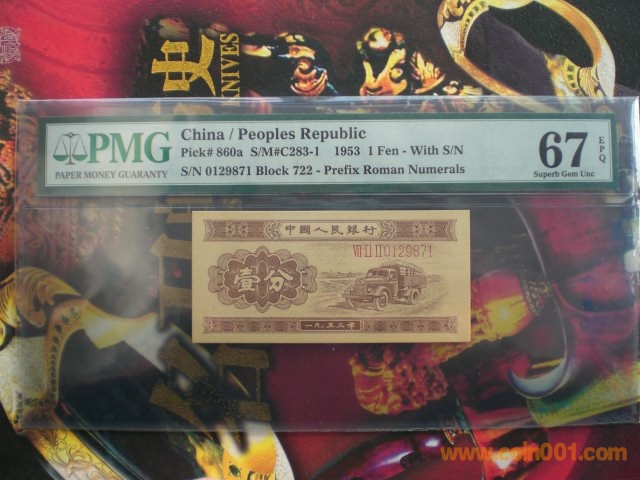 史
NIVES
PMG
PAPER MONEY GUARANTY
China / Peoples Republic
Pick# 860a S/M#C283-1 1953 1 Fen - With S/N
S/N 0129871 Block 722 - Prefix Roman Numerals
67 EPQ
Superb Gem Unc
中國人民銀行
VII II II 0129871
壹分
一九五三年
www.coin001.com